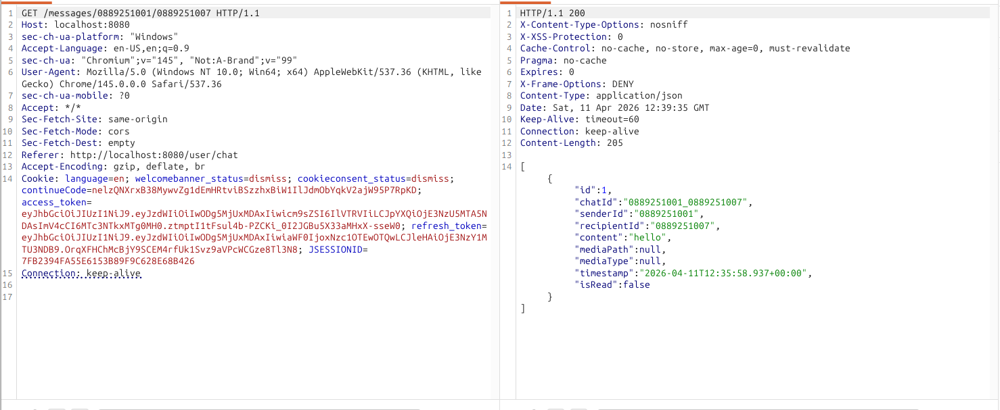 1 GET /messages/0889251001/0889251007 HTTP/1.1
2 Host: localhost:8080
3 sec-ch-ua-platform: "Windows"
4 Accept-Language: en-US,en;q=0.9
5 sec-ch-ua: "Chromium";v="145", "Not:A-Brand";v="99"
6 User-Agent: Mozilla/5.0 (Windows NT 10.0; Win64; x64) AppleWebKit/537.36 (KHTML, like
Gecko) Chrome/145.0.0.0 Safari/537.36
7 sec-ch-ua-mobile: ?0
8 Accept: */*
9 Sec-Fetch-Site: same-origin
10 Sec-Fetch-Mode: cors
11 Sec-Fetch-Dest: empty
12 Referer: http://localhost:8080/user/chat
13 Accept-Encoding: gzip, deflate, br
14 Cookie: language=en; welcomebanner_status=dismiss; cookieconsent_status=dismiss;
continueCode=nelzQNXrxB38MywvZg1dEmHRtviBSzzhxBiW1IlJdmObYqkV2ajW95P7RpKD;
access_token=
eyJhbGciOiJIUzI1NiJ9.eyJzdWIiOiIwODg5MjUxMDAxIiwicm9sZSI6IlVTRVIiLCJpYXQiOjE3NzU5MTA5N
DAsImV4cCI6MTc3NTkxMTg0MH0.ztmptI1tFsul4b-PZCKi_0I2JGBu5X33aMHxX-sseW0; refresh_token=
eyJhbGciOiJIUzI1NiJ9.eyJzdWIiOiIwODg5MjUxMDAxIiwiaWF0IjoxNzc1OTEwOTQwLCJleHAiOjE3NzY1M
TU3NDB9.OrqXFHChMcBjY9SCEM4rfUk1Svz9aVPcWCGze8Tl3N8; JSESSIONID=
7FB2394FA55E6153B89F9C628E68B426
15 Connection: keep-alive
16
17
1 HTTP/1.1 200
2 X-Content-Type-Options: nosniff
3 X-XSS-Protection: 0
4 Cache-Control: no-cache, no-store, max-age=0, must-revalidate
5 Pragma: no-cache
6 Expires: 0
7 X-Frame-Options: DENY
8 Content-Type: application/json
9 Date: Sat, 11 Apr 2026 12:39:35 GMT
10 Keep-Alive: timeout=60
11 Connection: keep-alive
12 Content-Length: 205
13
14 [
{
"id":1,
"chatId":"0889251001_0889251007",
"senderId":"0889251001",
"recipientId":"0889251007",
"content":"hello",
"mediaPath":null,
"mediaType":null,
"timestamp":"2026-04-11T12:35:58.937+00:00",
"isRead":false
}
]